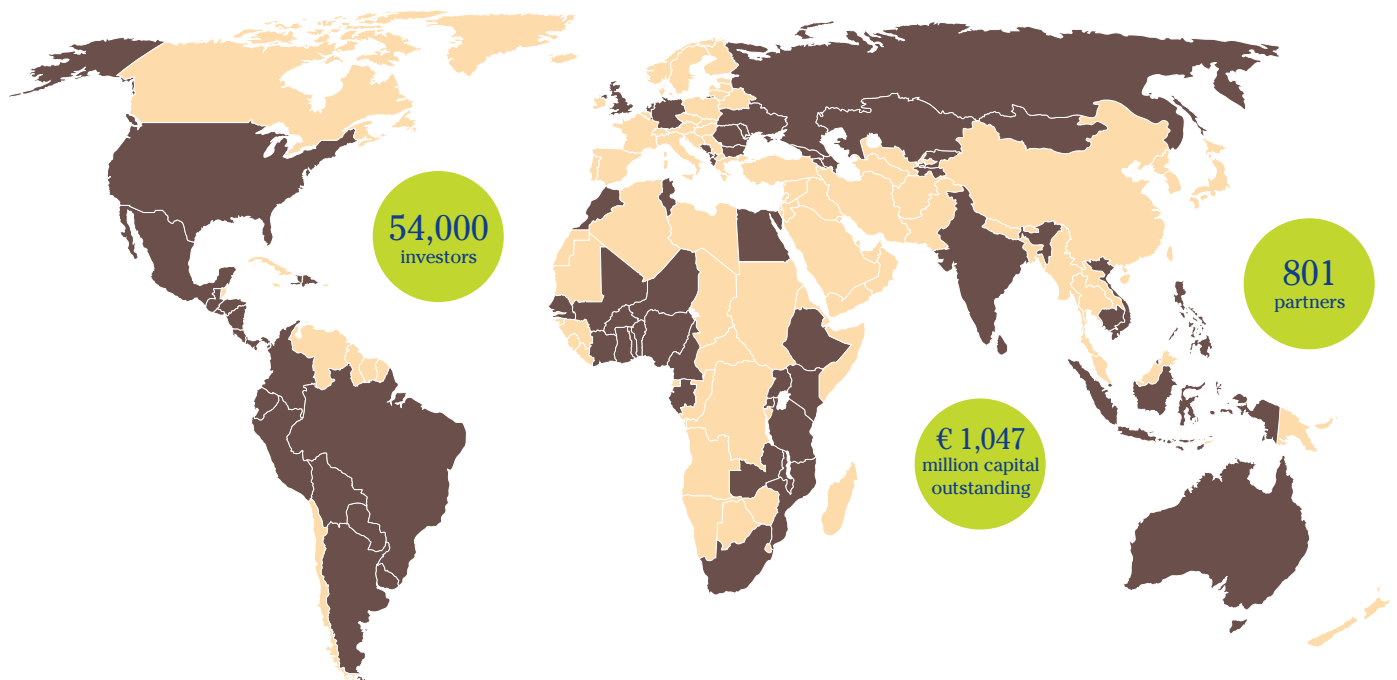 54,000
investors
801
partners
€ 1,047
million capital
outstanding